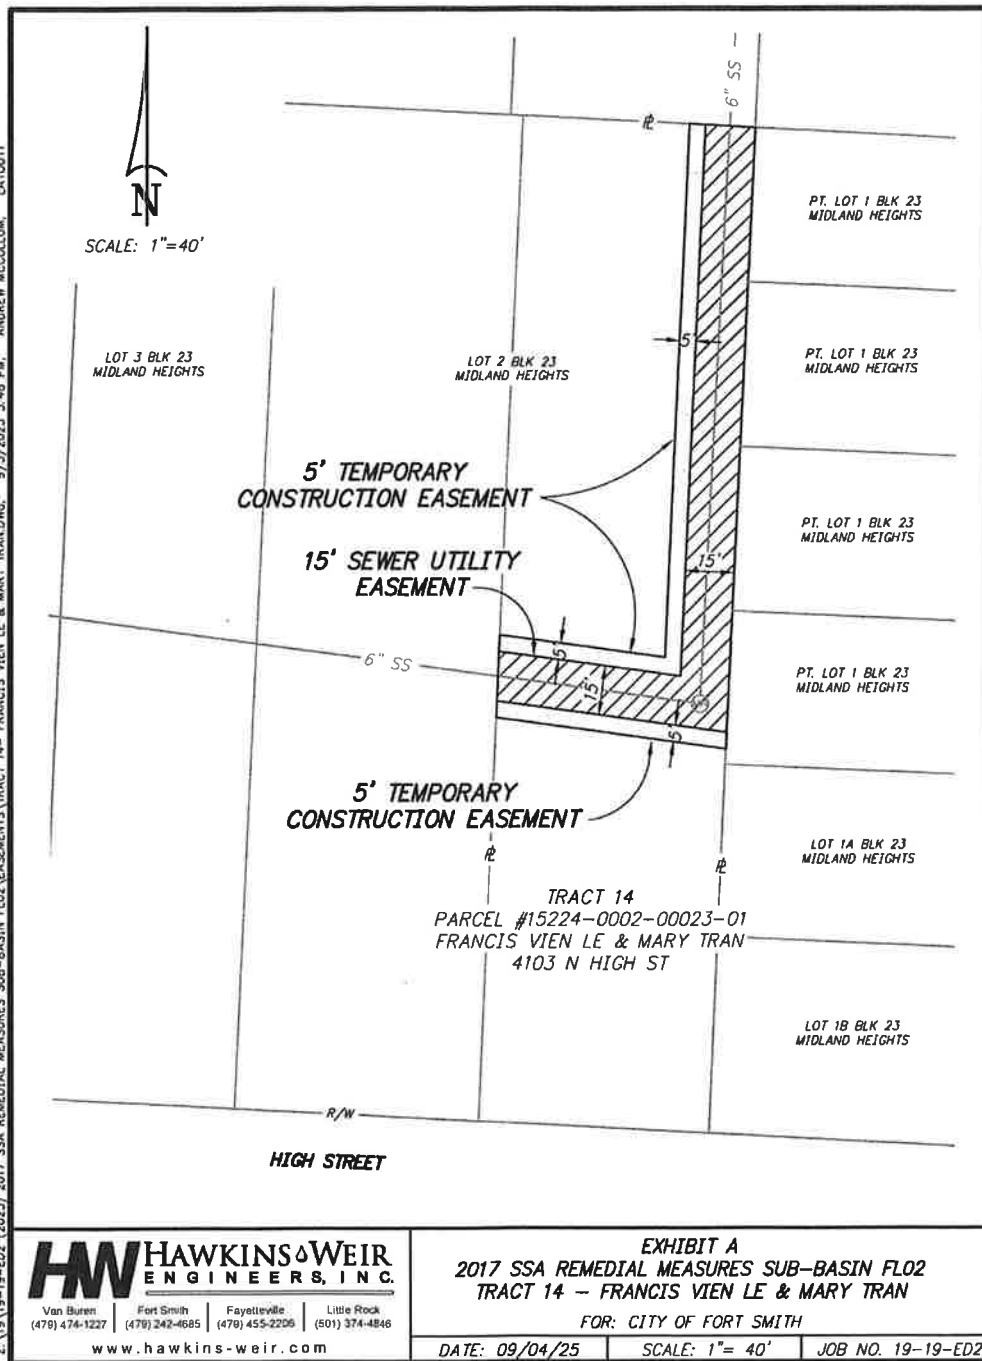 6" SS
PL
N
SCALE: 1"=40'
PT. LOT 1 BLK 23
MIDLAND HEIGHTS
LOT 3 BLK 23
MIDLAND HEIGHTS
LOT 2 BLK 23
MIDLAND HEIGHTS
5'
PT. LOT 1 BLK 23
MIDLAND HEIGHTS
5' TEMPORARY
CONSTRUCTION EASEMENT
PT. LOT 1 BLK 23
MIDLAND HEIGHTS
15' SEWER UTILITY
EASEMENT
15'
6" SS
5'
15'
5'
PT. LOT 1 BLK 23
MIDLAND HEIGHTS
5' TEMPORARY
CONSTRUCTION EASEMENT
PL
PL
LOT 1A BLK 23
MIDLAND HEIGHTS
TRACT 14
PARCEL #15224-0002-00023-01
FRANCIS VIEN LE & MARY TRAN
4103 N HIGH ST
LOT 1B BLK 23
MIDLAND HEIGHTS
R/W
HIGH STREET
HW HAWKINS WEIR
ENGINEERS, INC.
Van Buren
(479) 474-1227
Fort Smith
(479) 242-4685
Fayetteville
(479) 455-2206
Little Rock
(501) 374-4846
www.hawkins-weir.com
EXHIBIT A
2017 SSA REMEDIAL MEASURES SUB-BASIN FL02
TRACT 14 - FRANCIS VIEN LE & MARY TRAN
FOR: CITY OF FORT SMITH
DATE: 09/04/25
SCALE: 1"= 40'
JOB NO. 19-19-ED2